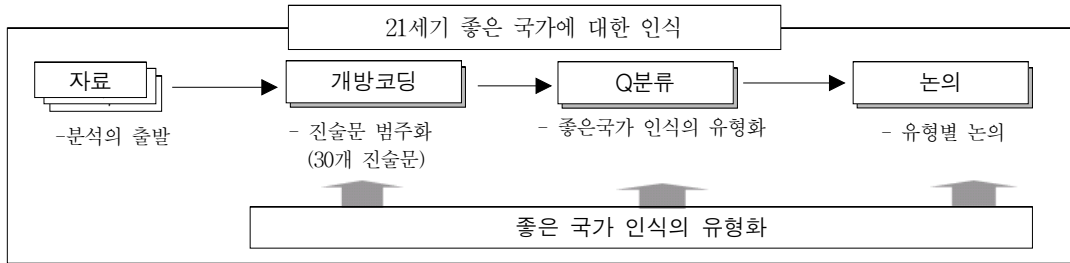 21세기 좋은 국가에 대한 인식
자료
개방코딩
Q분류
논의
-분석의 출발
- 진술문 범주화
(30개 진술문)
- 좋은국가 인식의 유형화
- 유형별 논의
좋은 국가 인식의 유형화